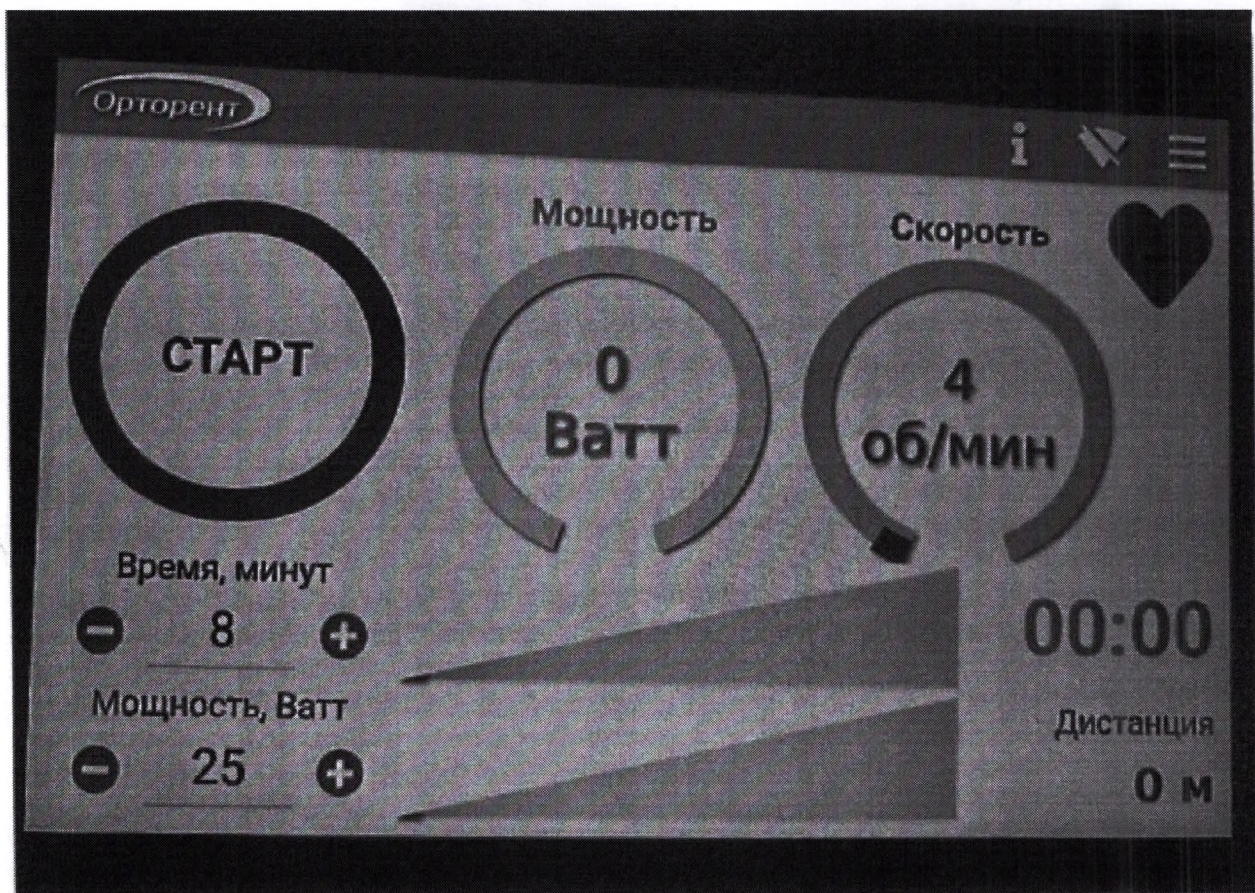 Орторент
Мощность
Скорость
СТАРТ
0
Ватт
4
об/мин
Время, минут
8
00:00
Мощность, Ватт
25
Дистанция
0 м